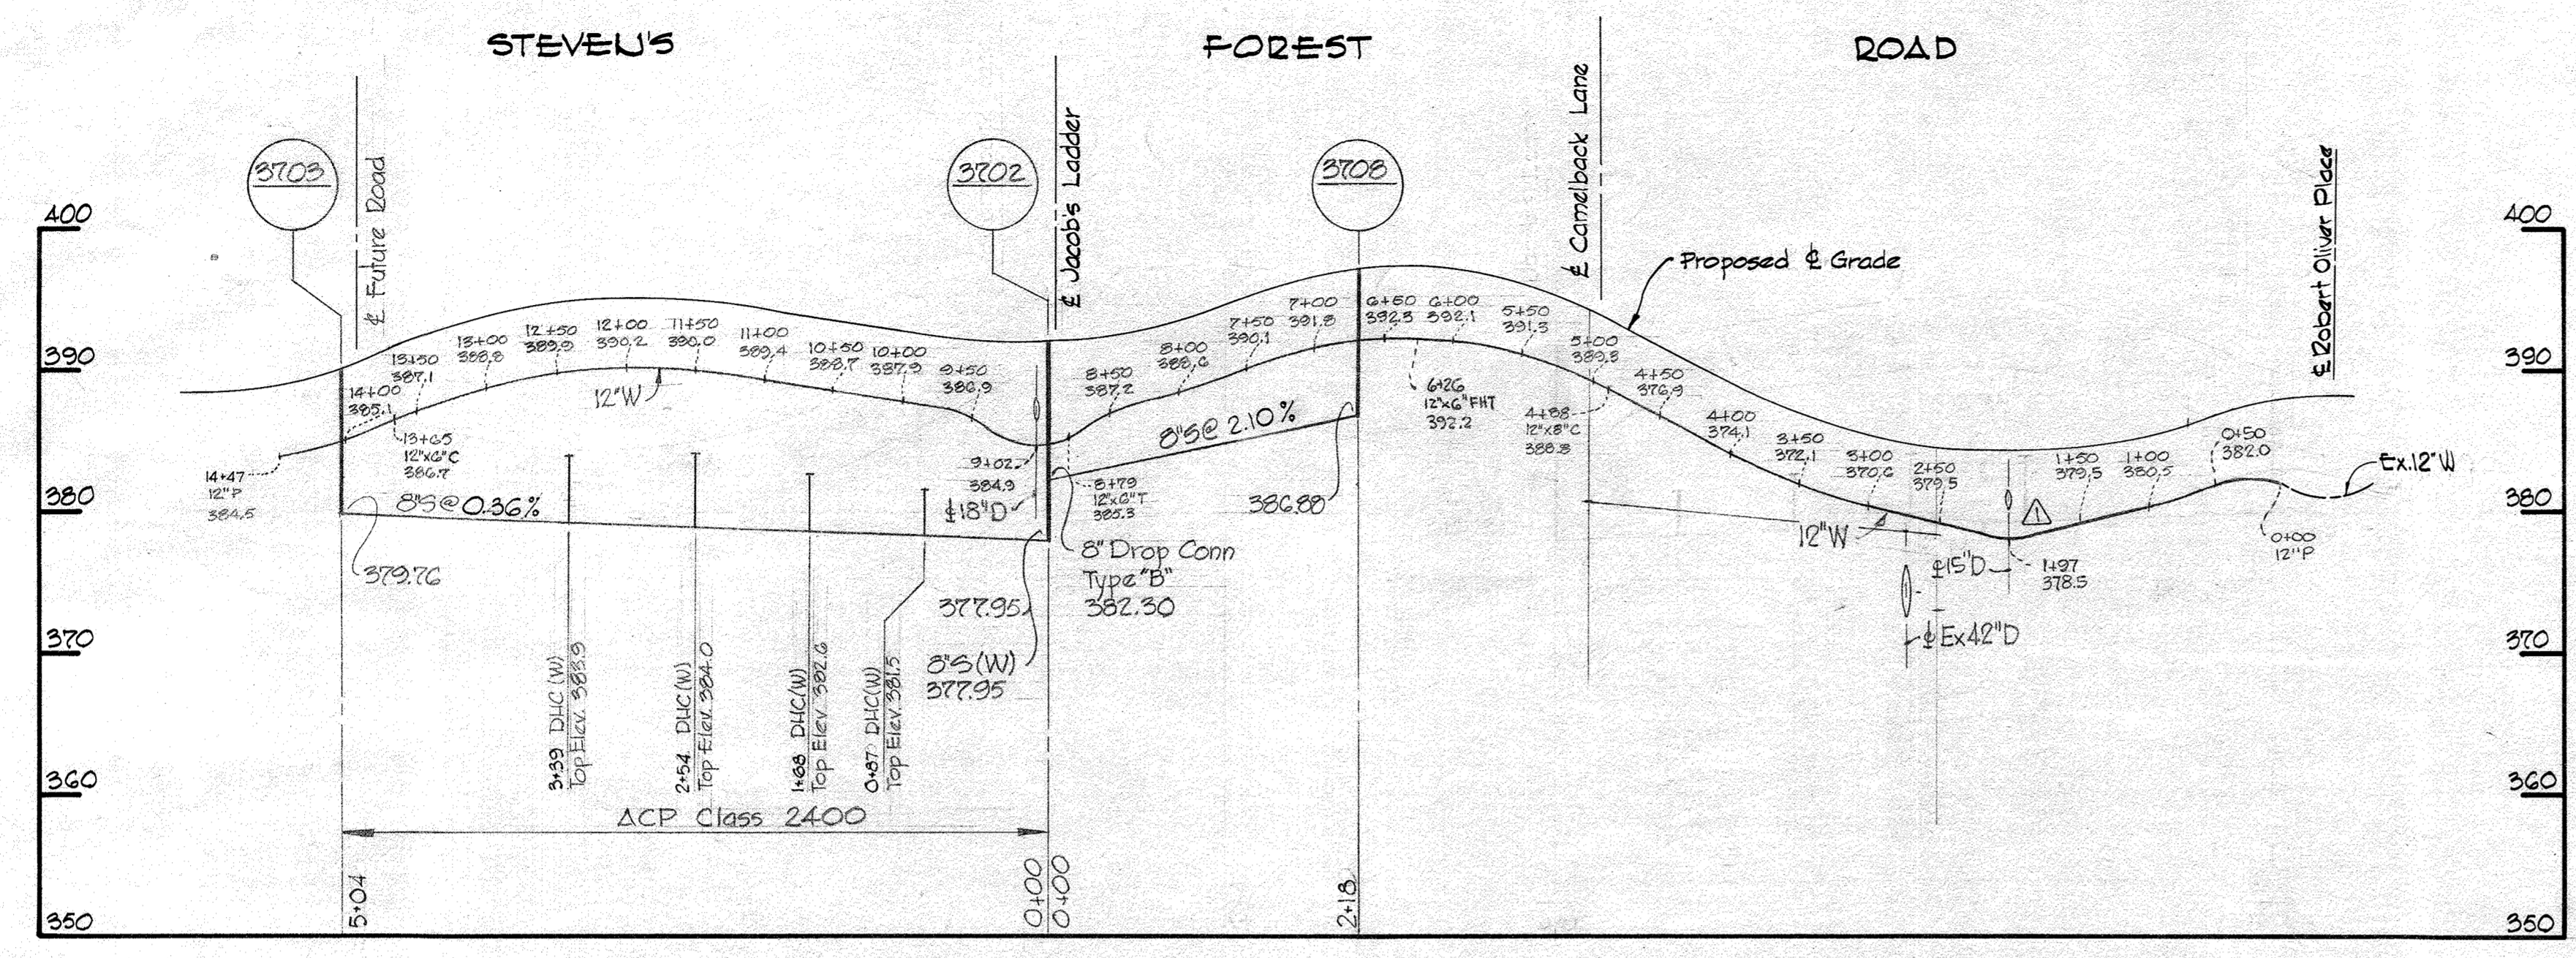 STEVEN'S FOREST ROAD
3703
℄ Future Road
3702
℄ Jacob's Ladder
3708
℄ Camelback Lane
Proposed ℄ Grade
℄ Robert Oliver Place
400
390
380
370
360
350
400
390
380
370
360
350
14+47
12"P
384.5
14+00
385.1
13+65
12"x6"C
386.7
13+50
387.1
13+00
388.8
12+50
389.9
12+00
390.2
12"W
11+50
390.0
11+00
389.4
10+50
388.7
10+00
387.9
9+50
386.9
9+02
384.9
℄18"D
8+79
12"x6"T
385.3
8+50
387.2
8+00
388.6
7+50
390.1
7+00
391.8
6+50
392.3
6+26
12"x6"FHT
392.2
6+00
392.1
5+50
391.3
5+00
389.3
4+88
12"x8"C
388.8
4+50
376.9
4+00
374.1
3+50
372.1
3+00
370.6
2+50
379.5
12"W
1+97
378.5
℄15"D
℄Ex42"D
1
1+50
379.5
1+00
380.5
0+50
382.0
0+00
12"P
Ex.12"W
8"S@0.36%
379.76
8"S@ 2.10%
386.88
8" Drop Conn
Type "B"
382.30
377.95
8"S(W)
377.95
3+39 DHC (W)
Top Elev. 383.9
2+54 DHC (W)
Top Elev. 384.0
1+68 DHC (W)
Top Elev. 382.6
0+87 DHC(W)
Top Elev. 381.5
ACP Class 2400
5+04
0+00
0+00
2+18